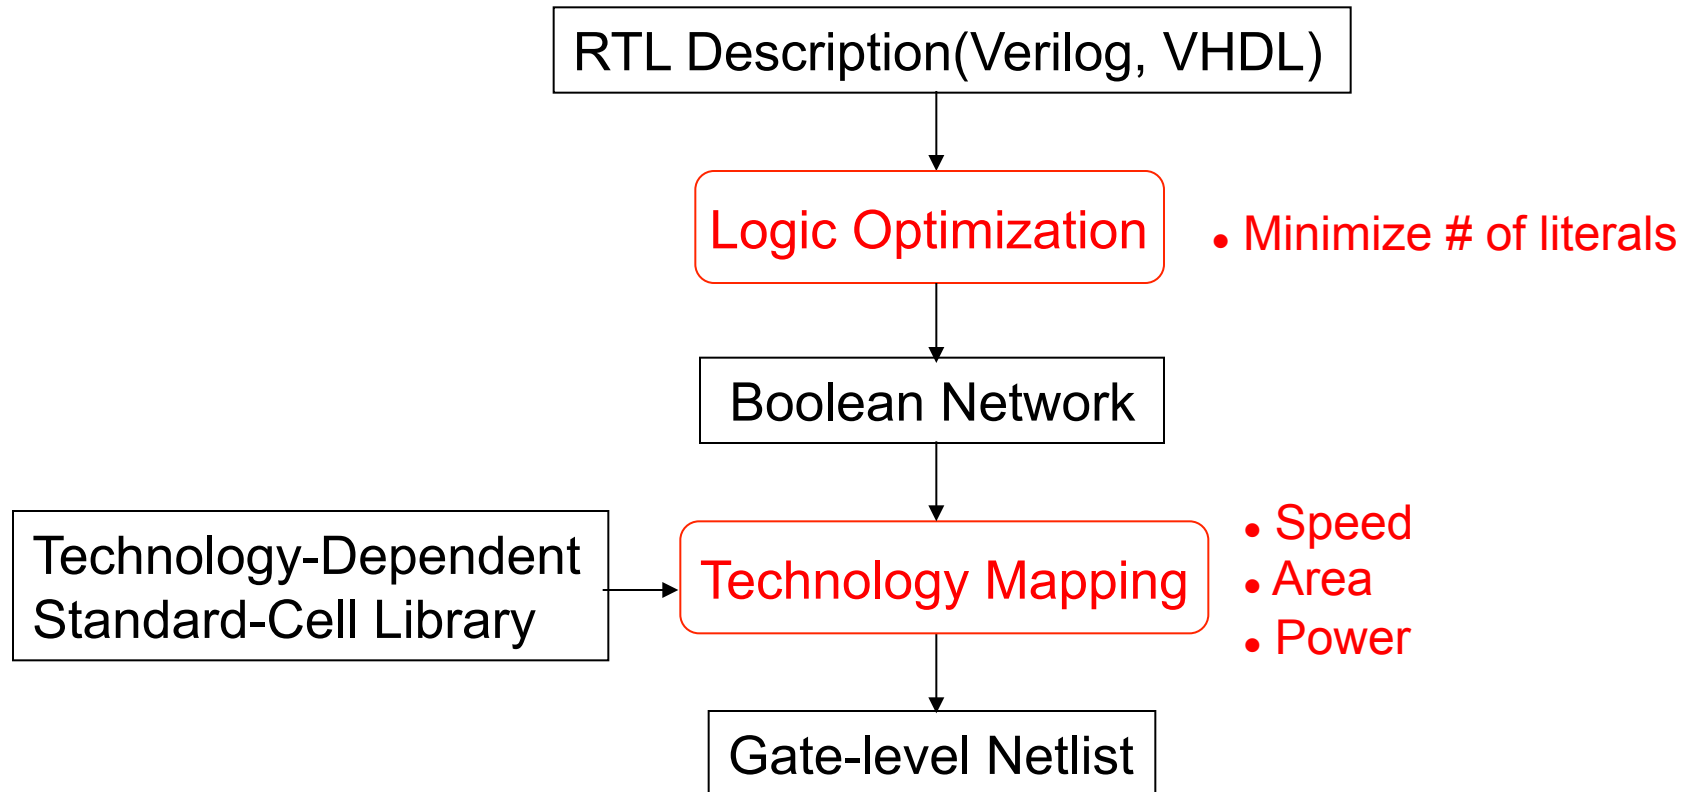 RTL Description(Verilog, VHDL)
Logic Optimization
• Minimize # of literals
Boolean Network
Technology-Dependent
Standard-Cell Library
Technology Mapping
• Speed
• Area
• Power
Gate-level Netlist